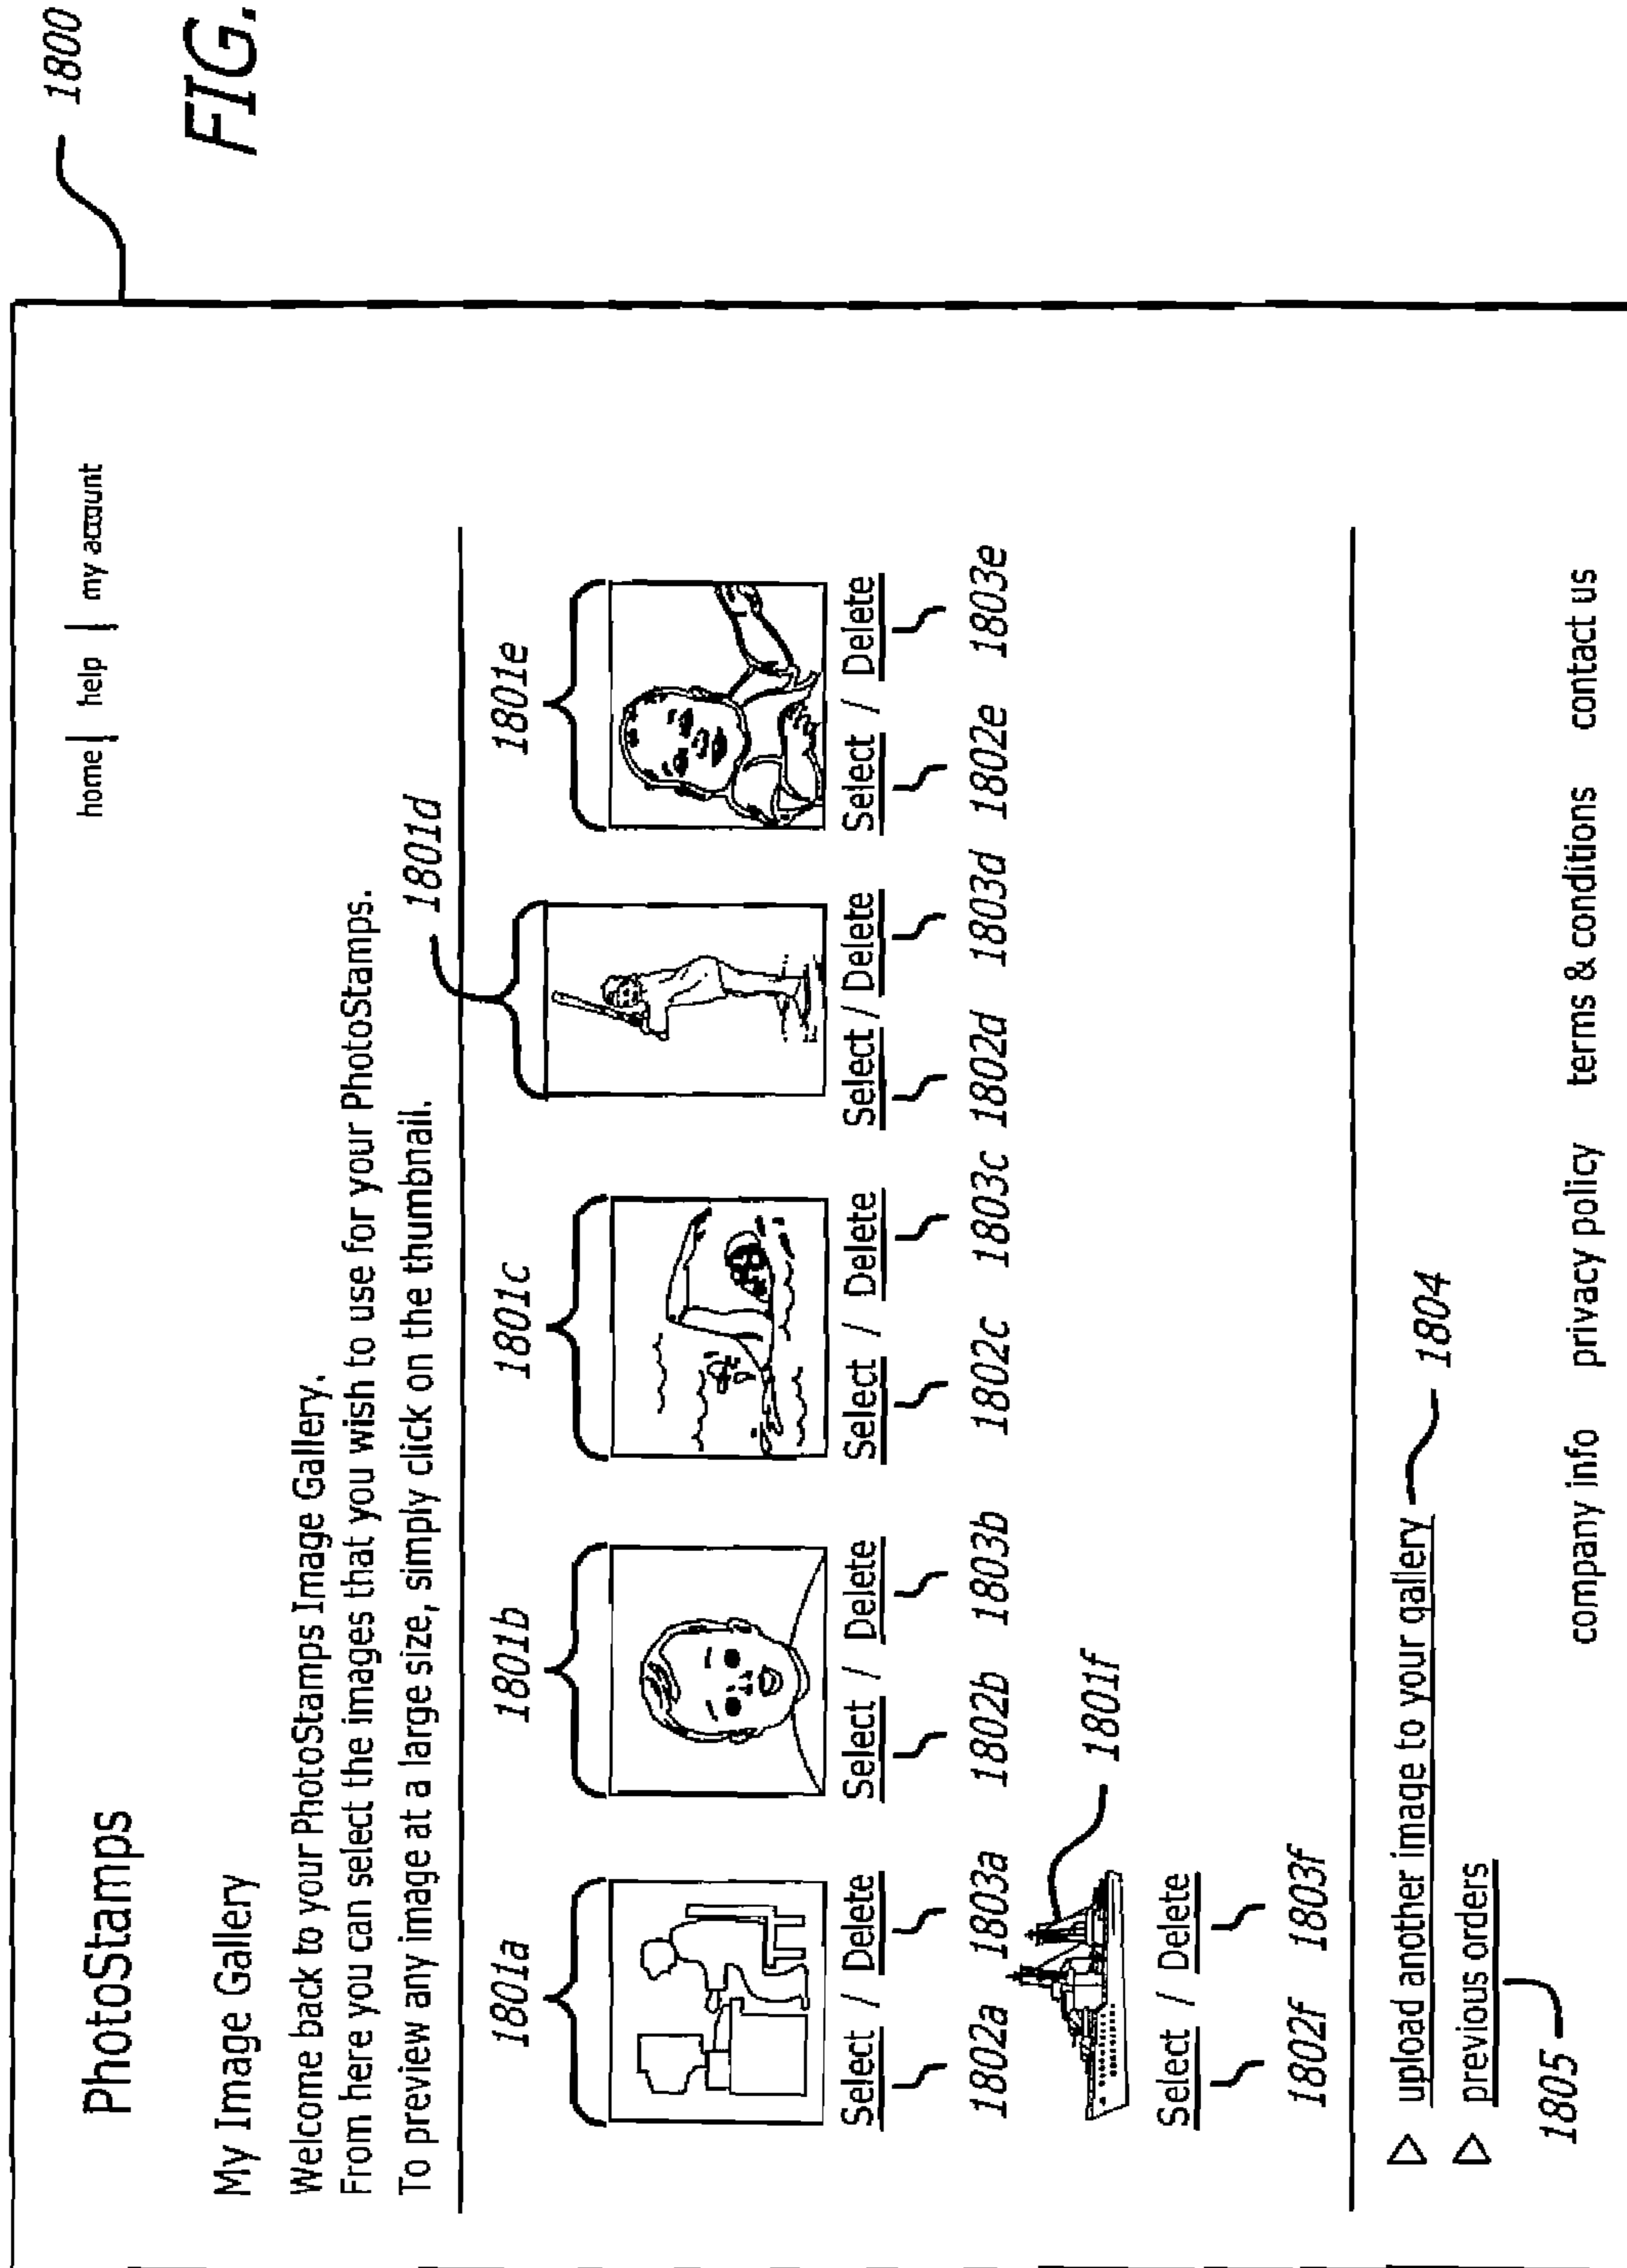 1800
FIG.
home | help | my account
PhotoStamps
My Image Gallery
Welcome back to your PhotoStamps Image Gallery.
From here you can select the images that you wish to use for your PhotoStamps.
To preview any image at a large size, simply click on the thumbnail.
1801a 1801b 1801c 1801d 1801e
Select / Delete Select / Delete Select / Delete Select / Delete Select / Delete
1802a 1803a 1802b 1803b 1802c 1803c 1802d 1803d 1802e 1803e
1801f
Select / Delete
1802f 1803f
▷ upload another image to your gallery 1804
▷ previous orders
1805
company info privacy policy terms & conditions contact us